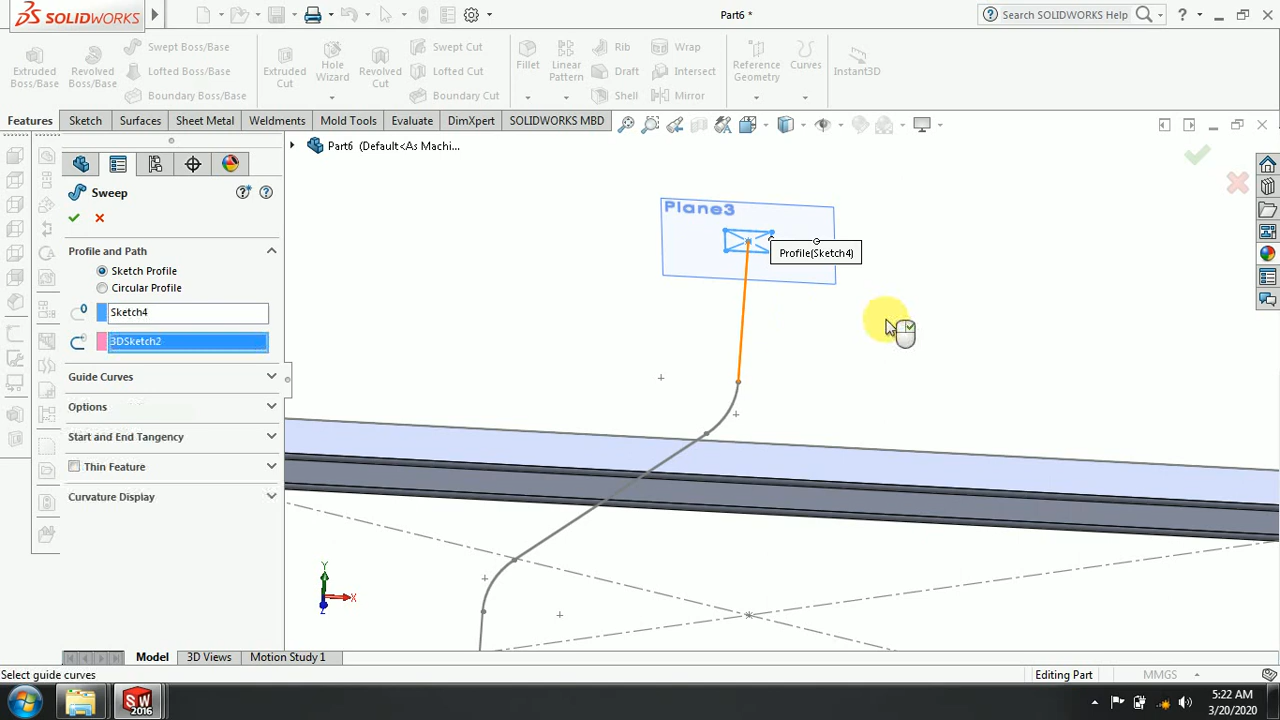 SOLIDWORKS
Part6 *
Search SOLIDWORKS Help
Extruded Boss/Base
Revolved Boss/Base
Swept Boss/Base
Lofted Boss/Base
Boundary Boss/Base
Extruded Cut
Hole Wizard
Revolved Cut
Swept Cut
Lofted Cut
Boundary Cut
Fillet
Linear Pattern
Rib
Draft
Shell
Wrap
Intersect
Mirror
Reference Geometry
Curves
Instant3D
Features Sketch Surfaces Sheet Metal Weldments Mold Tools Evaluate DimXpert SOLIDWORKS MBD
Part6 (Default<As Machi...
Sweep
Profile and Path
Sketch Profile
Circular Profile
Sketch4
3DSketch2
Guide Curves
Options
Start and End Tangency
Thin Feature
Curvature Display
Plane3
Profile(Sketch4)
Y
X
Z
Model 3D Views Motion Study 1
Select guide curves
Editing Part
MMGS
SW
2016
5:22 AM
3/20/2020